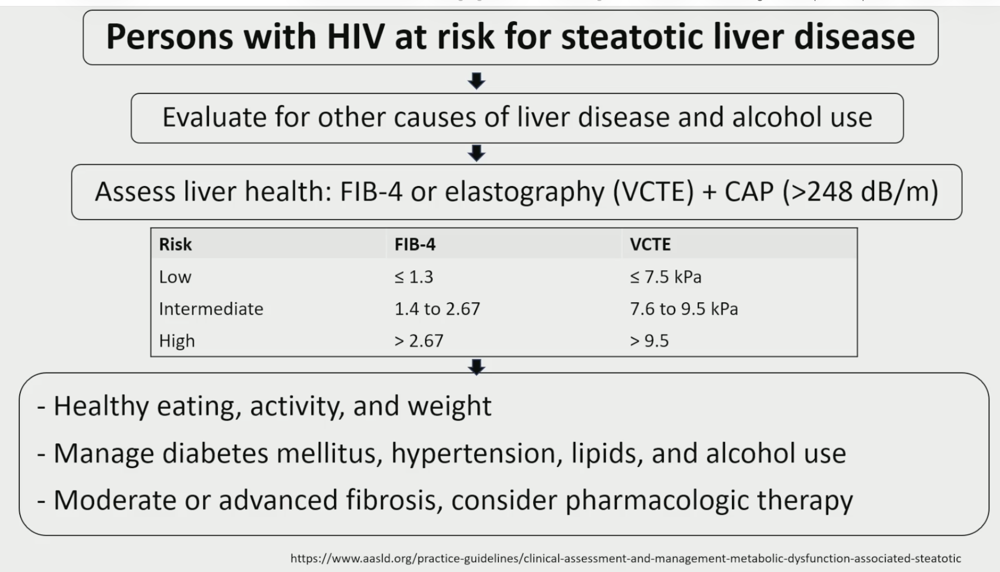 Persons with HIV at risk for steatotic liver disease
Evaluate for other causes of liver disease and alcohol use
Assess liver health: FIB-4 or elastography (VCTE) + CAP (>248 dB/m)
Risk FIB-4 VCTE
Low ≤ 1.3 ≤ 7.5 kPa
Intermediate 1.4 to 2.67 7.6 to 9.5 kPa
High > 2.67 > 9.5
- Healthy eating, activity, and weight
- Manage diabetes mellitus, hypertension, lipids, and alcohol use
- Moderate or advanced fibrosis, consider pharmacologic therapy
https://www.aasld.org/practice-guidelines/clinical-assessment-and-management-metabolic-dysfunction-associated-steatotic